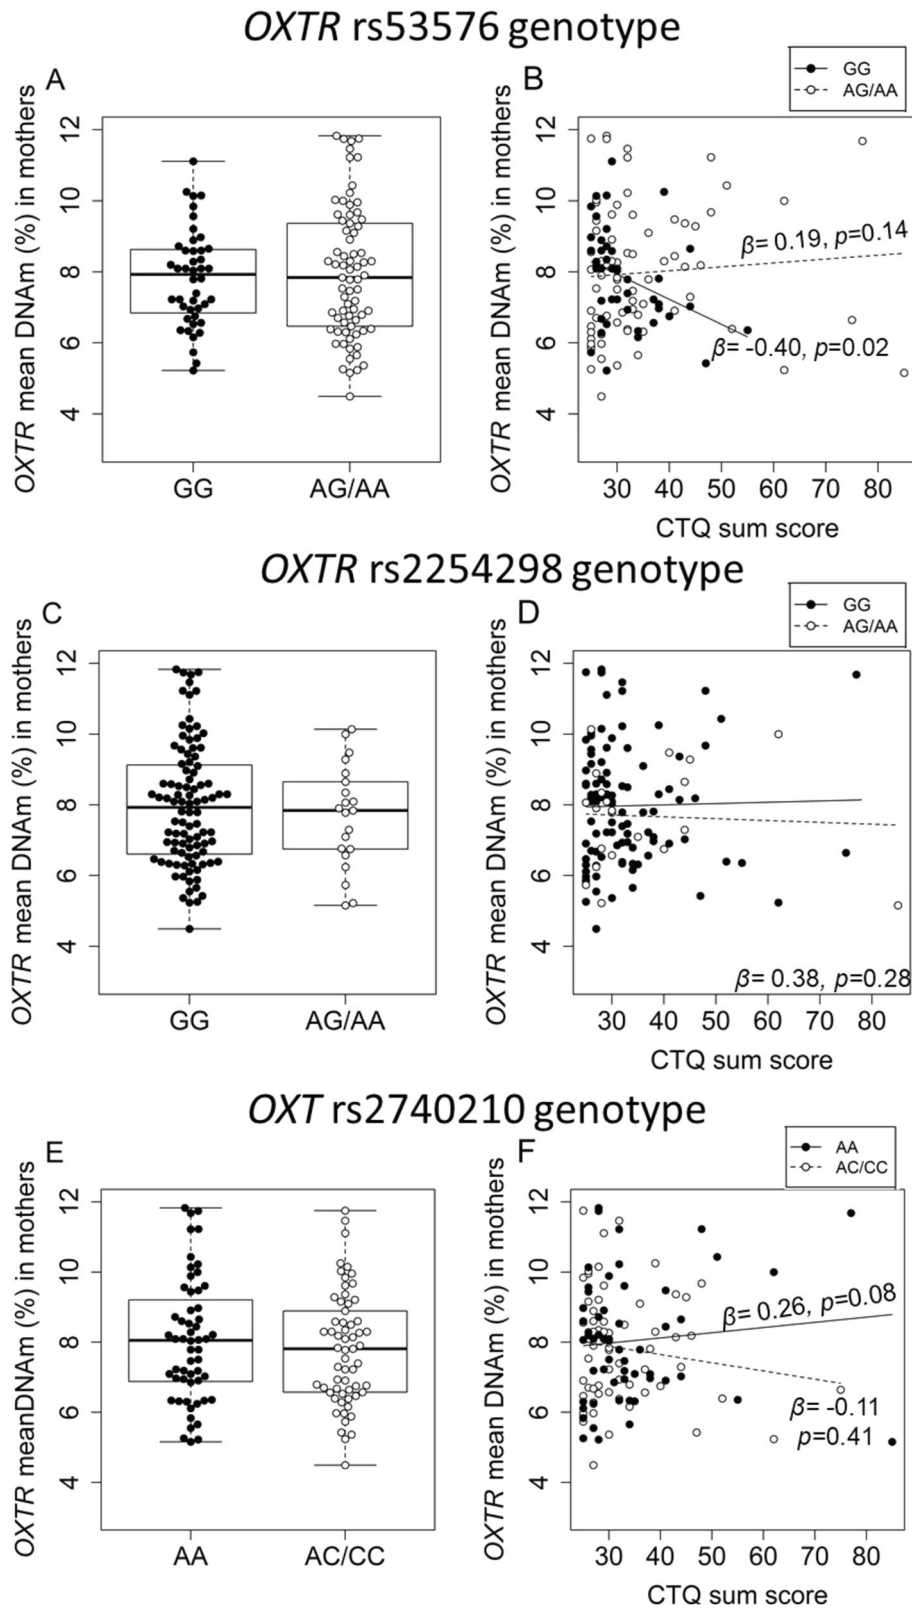 OXTR rs53576 genotype
A
OXTR mean DNAm (%) in mothers
12
10
8
6
4
GG AG/AA
B
GG
AG/AA
OXTR mean DNAm (%) in mothers
12
10
8
6
4
β= 0.19, p=0.14
β= -0.40, p=0.02
30 40 50 60 70 80
CTQ sum score
OXTR rs2254298 genotype
C
OXTR mean DNAm (%) in mothers
12
10
8
6
4
GG AG/AA
D
GG
AG/AA
OXTR mean DNAm (%) in mothers
12
10
8
6
4
β= 0.38, p=0.28
30 40 50 60 70 80
CTQ sum score
OXT rs2740210 genotype
E
OXTR meanDNAm (%) in mothers
12
10
8
6
4
AA AC/CC
F
AA
AC/CC
OXTR mean DNAm (%) in mothers
12
10
8
6
4
β= 0.26, p=0.08
β= -0.11
p=0.41
30 40 50 60 70 80
CTQ sum score